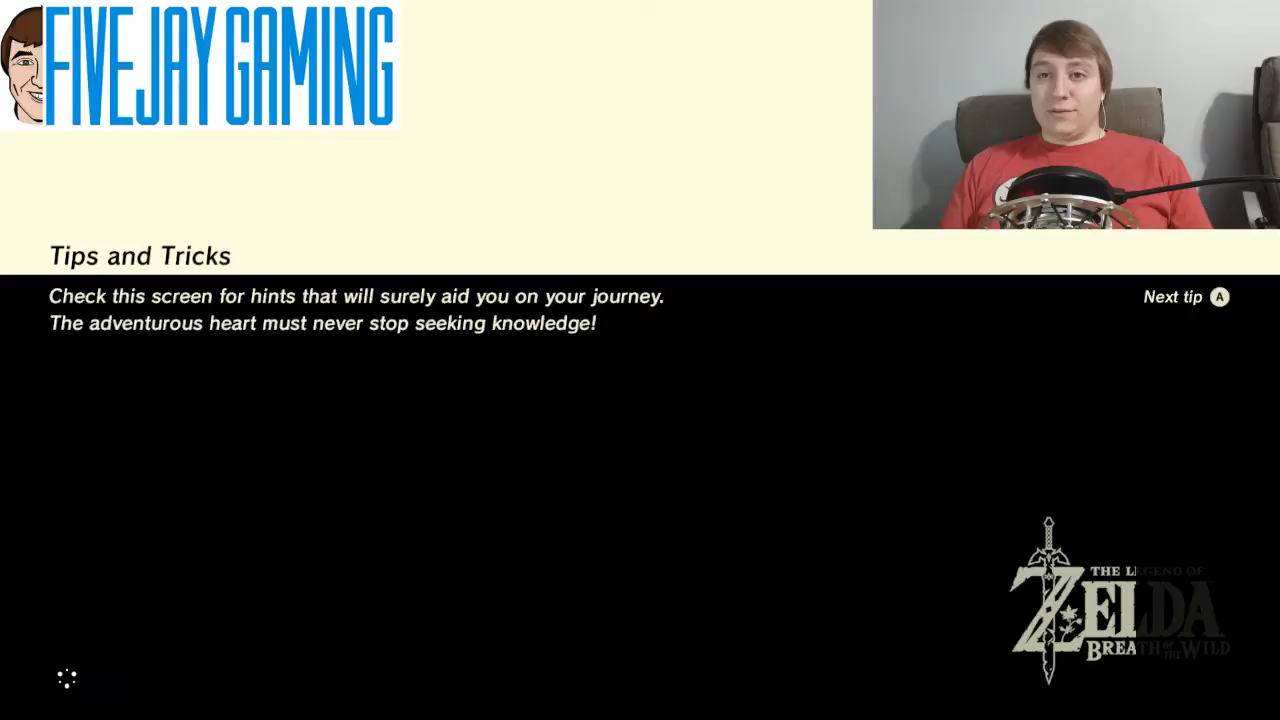 FIVEJAY GAMING
Tips and Tricks
Check this screen for hints that will surely aid you on your journey.
The adventurous heart must never stop seeking knowledge!
Next tip A
THE LEGEND OF
ZELDA
BREATH OF THE WILD